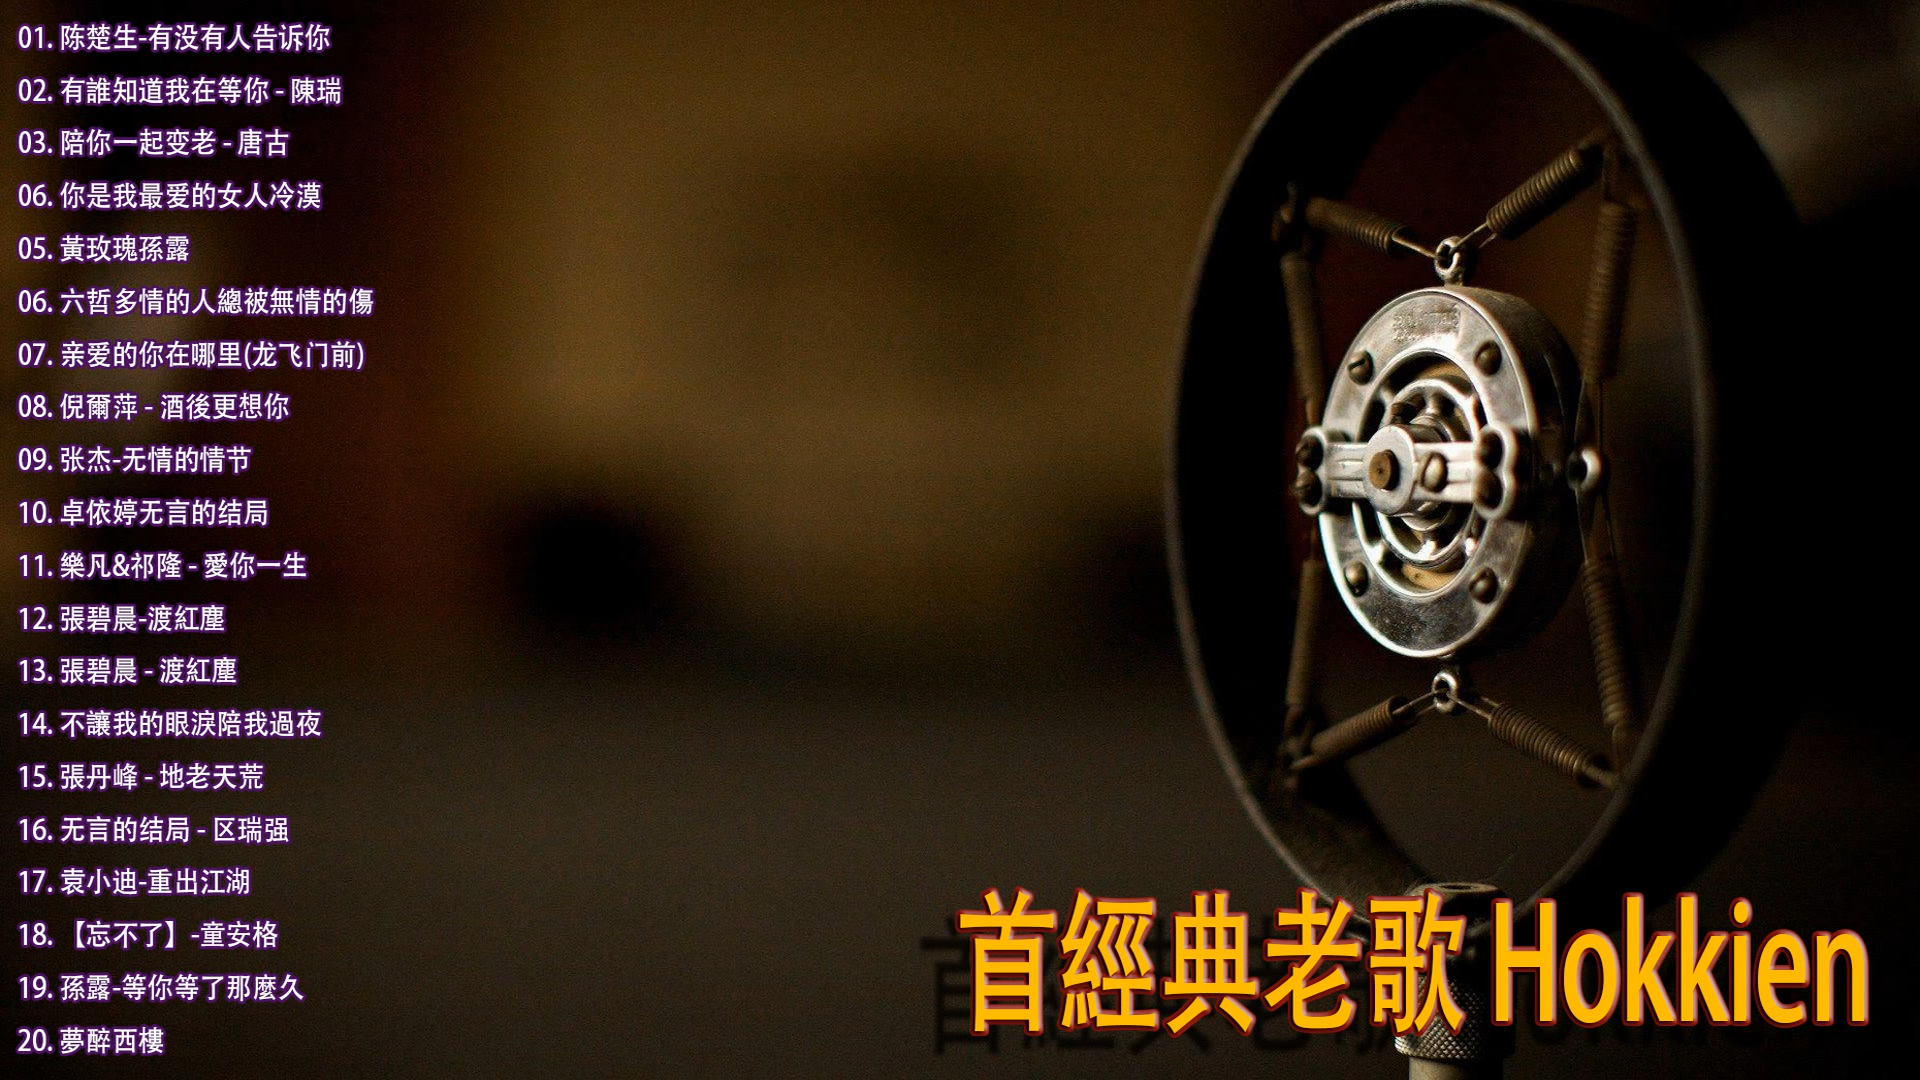 01. 陈楚生-有没有人告诉你
02. 有誰知道我在等你 - 陳瑞
03. 陪你一起变老 - 唐古
06. 你是我最爱的女人冷漠
05. 黃玫瑰孫露
06. 六哲多情的人總被無情的傷
07. 亲爱的你在哪里(龙飞门前)
08. 倪爾萍 - 酒後更想你
09. 张杰-无情的情节
10. 卓依婷无言的结局
11. 樂凡&祁隆 - 愛你一生
12. 張碧晨-渡紅塵
13. 張碧晨 - 渡紅塵
14. 不讓我的眼淚陪我過夜
15. 張丹峰 - 地老天荒
16. 无言的结局 - 区瑞强
17. 袁小迪-重出江湖
18. 【忘不了】-童安格
19. 孫露-等你等了那麼久
20. 夢醉西樓
首經典老歌 Hokkien